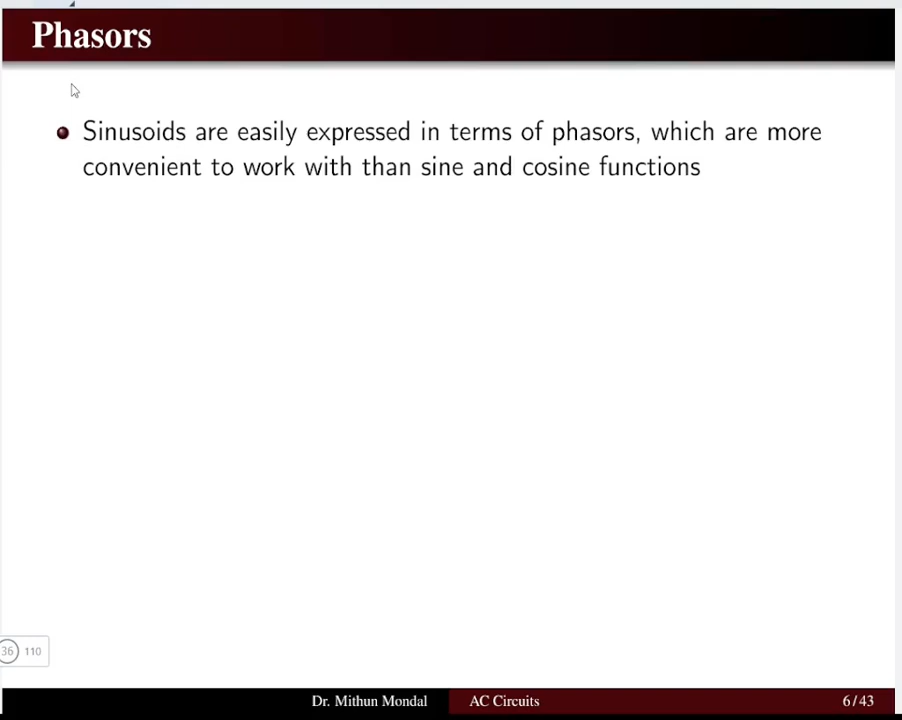 Phasors
Sinusoids are easily expressed in terms of phasors, which are more
convenient to work with than sine and cosine functions
36 110
Dr. Mithun Mondal AC Circuits 6/43